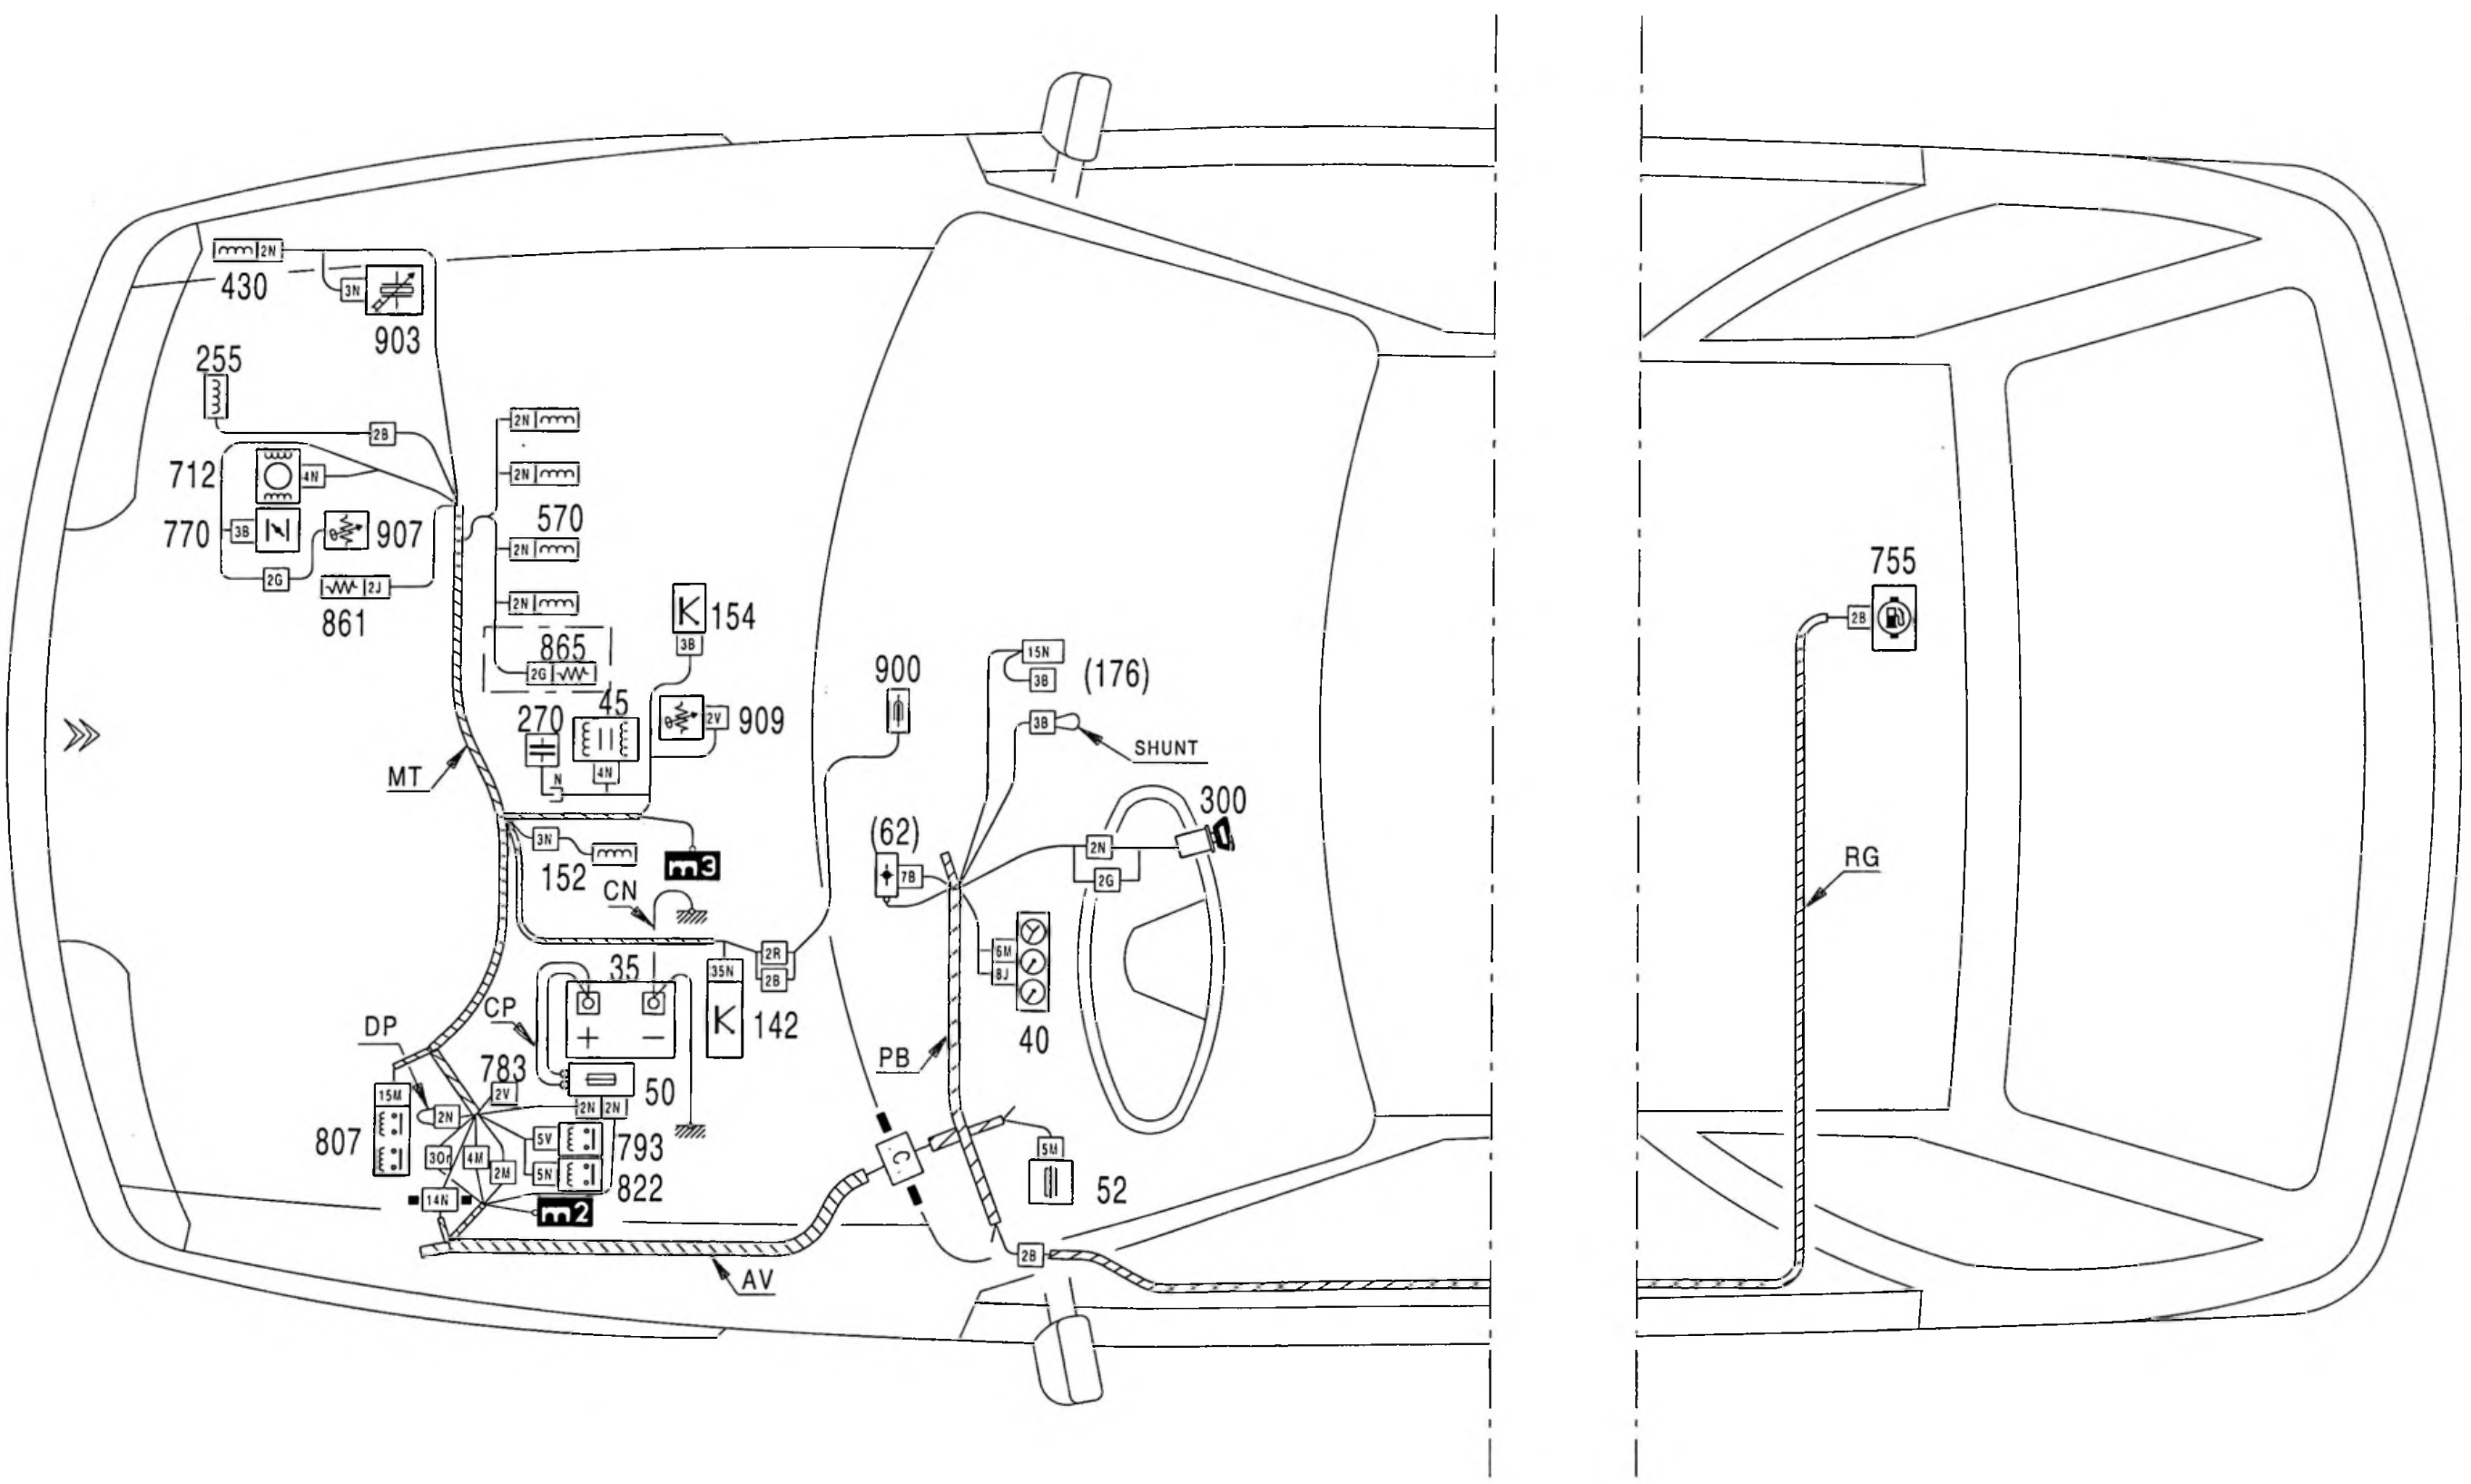 2N
430
3N
903
255
2B
2N
712
4N
2N
570
770
3B
907
2N
2G
2J
861
2N
154
3B
865
2G
755
2B
900
15N
3B
(176)
45
270
2V
909
3B
SHUNT
N
4N
MT
300
(62)
3N
152
m3
2N
7B
2G
CN
RG
6M
8J
2R
2B
35
35N
CP
+
−
142
40
DP
PB
783
2V
50
15M
2N
2N
2N
807
5V
793
3Or
4M
2M
5N
822
C
5M
52
14N
m2
2B
AV